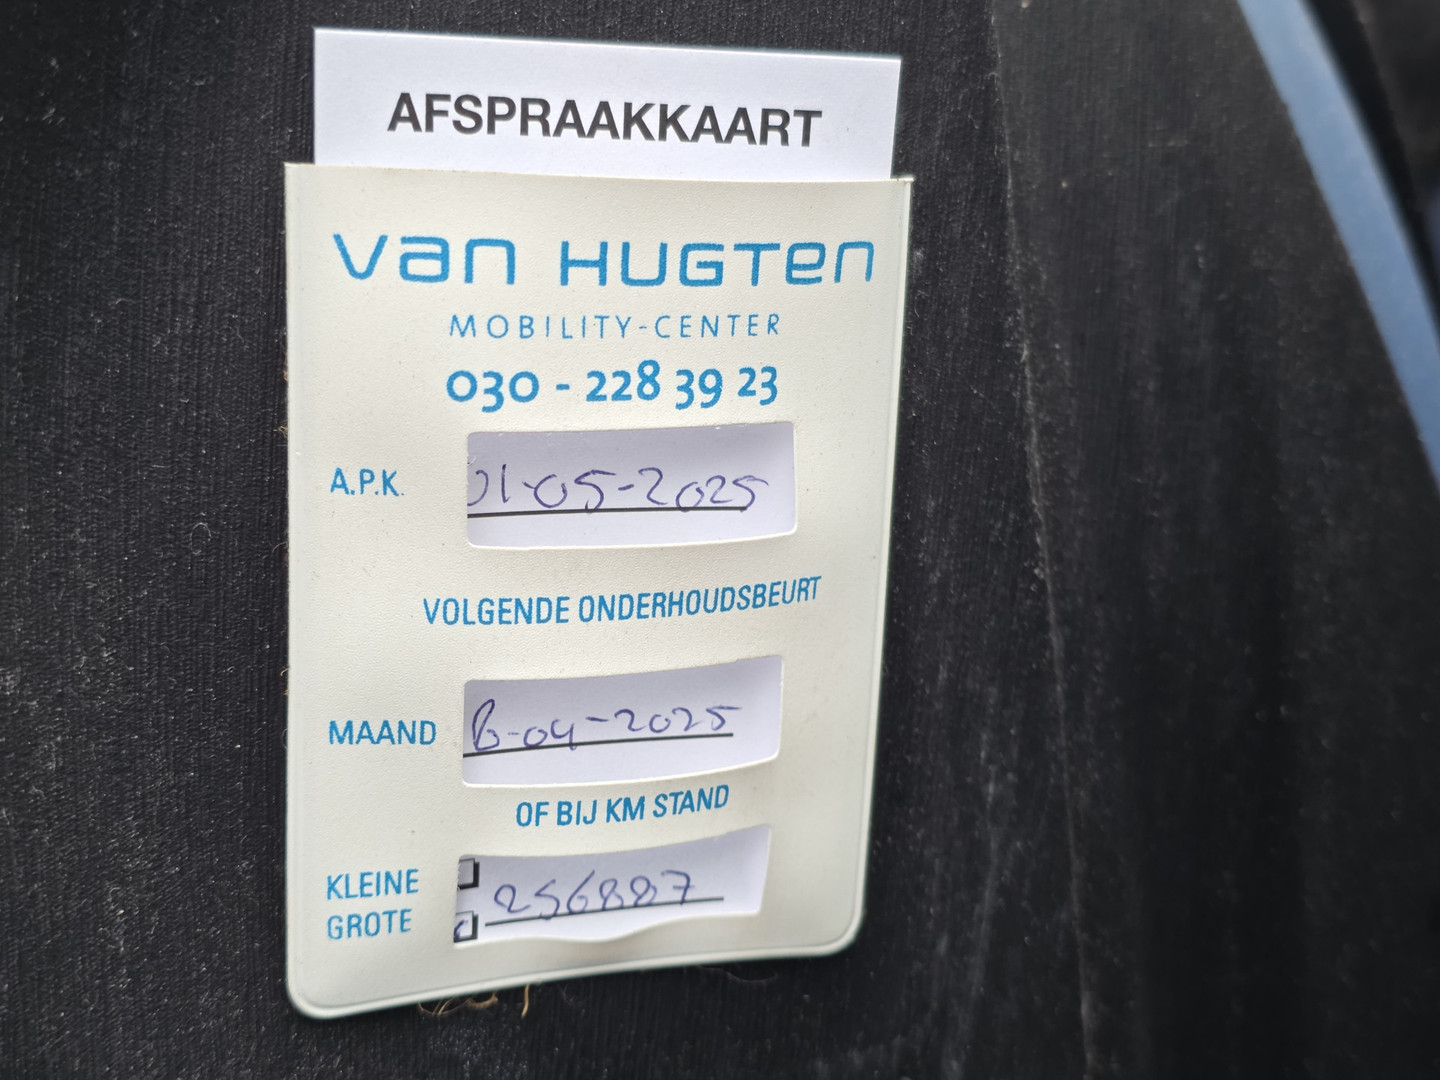 AFSPRAAKKAART
van HUGTen
MOBILITY-CENTER
030 - 228 39 23
A.P.K. 01-05-2025
VOLGENDE ONDERHOUDSBEURT
MAAND 8-04-2025
OF BIJ KM STAND
KLEINE
GROTE 256887